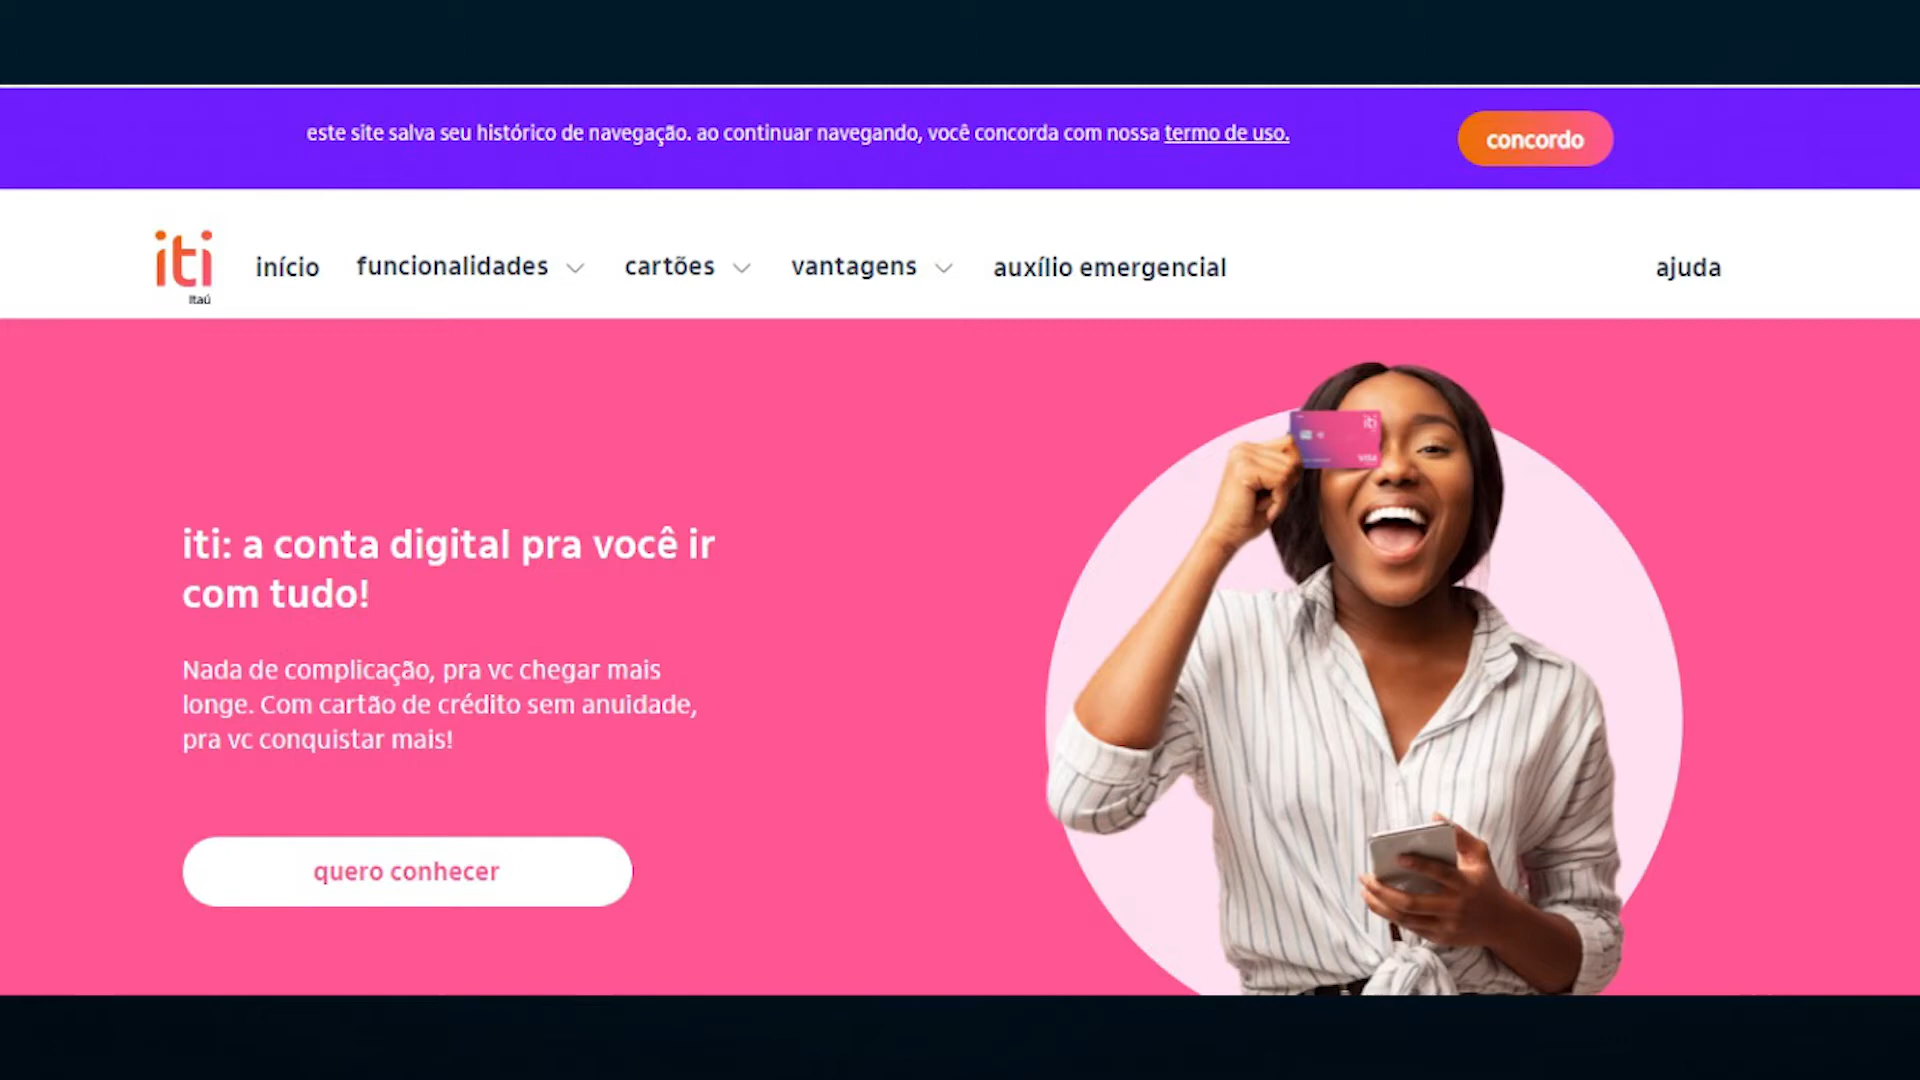 este site salva seu histórico de navegação. ao continuar navegando, você concorda com nossa termo de uso.
concordo
iti
Itaú
início
funcionalidades
cartões
vantagens
auxílio emergencial
ajuda
iti
VISA
iti: a conta digital pra você ir
com tudo!
Nada de complicação, pra vc chegar mais
longe. Com cartão de crédito sem anuidade,
pra vc conquistar mais!
quero conhecer